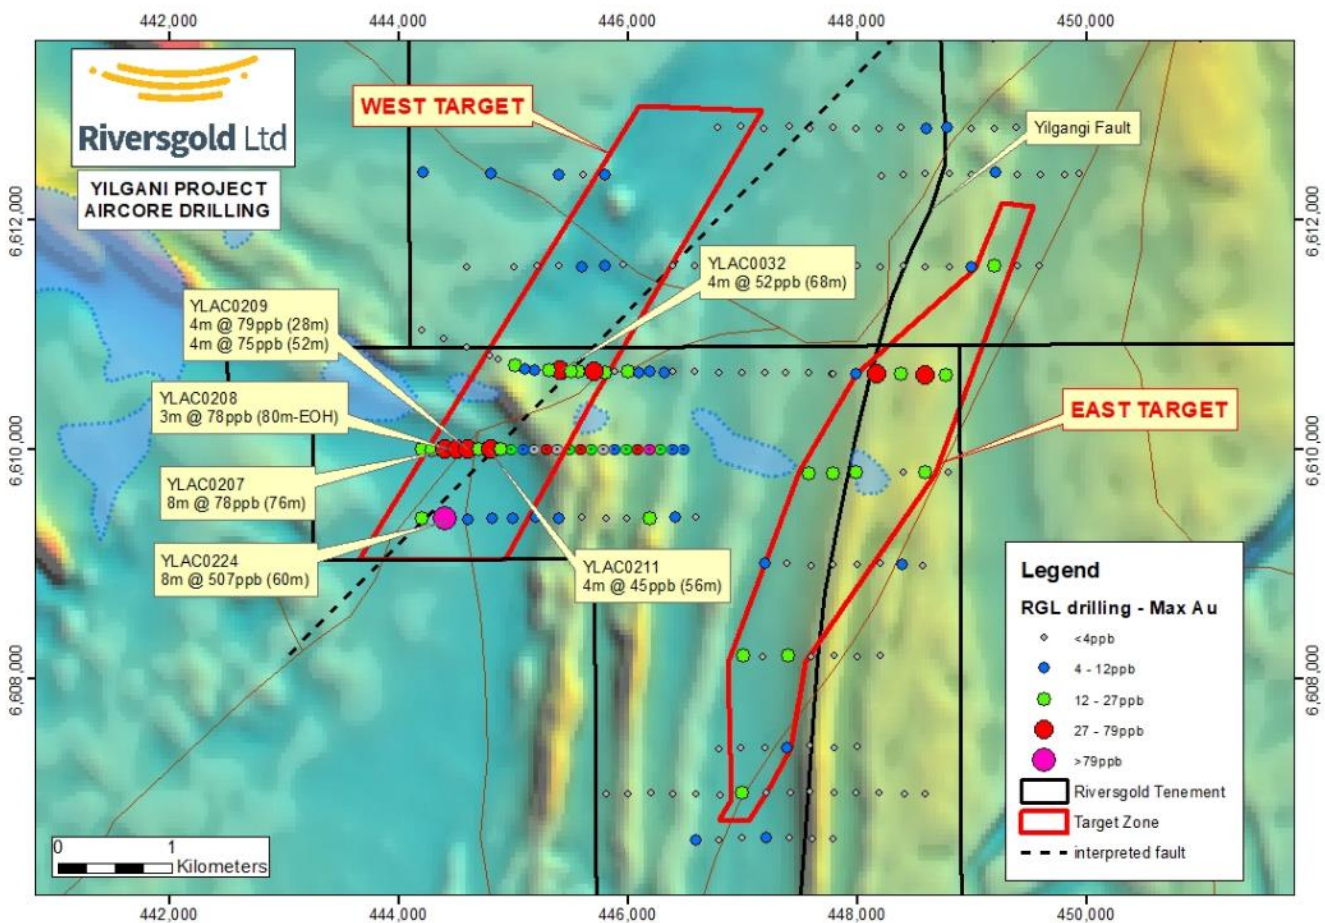 442,000
444,000
446,000
448,000
450,000
Riversgold Ltd
YILGANI PROJECT
AIRCORE DRILLING
WEST TARGET
Yilgangi Fault
6,612,000
6,612,000
YLAC0032
4m @ 52ppb (68m)
YLAC0209
4m @ 79ppb (28m)
4m @ 75ppb (52m)
YLAC0208
3m @ 78ppb (80m-EOH)
EAST TARGET
6,610,000
6,610,000
YLAC0207
8m @ 78ppb (76m)
YLAC0224
8m @ 507ppb (60m)
YLAC0211
4m @ 45ppb (56m)
Legend
RGL drilling - Max Au
<4ppb
4 - 12ppb
12 - 27ppb
27 - 79ppb
>79ppb
Riversgold Tenement
Target Zone
interpreted fault
6,608,000
6,608,000
0 1
Kilometers
442,000
444,000
446,000
448,000
450,000